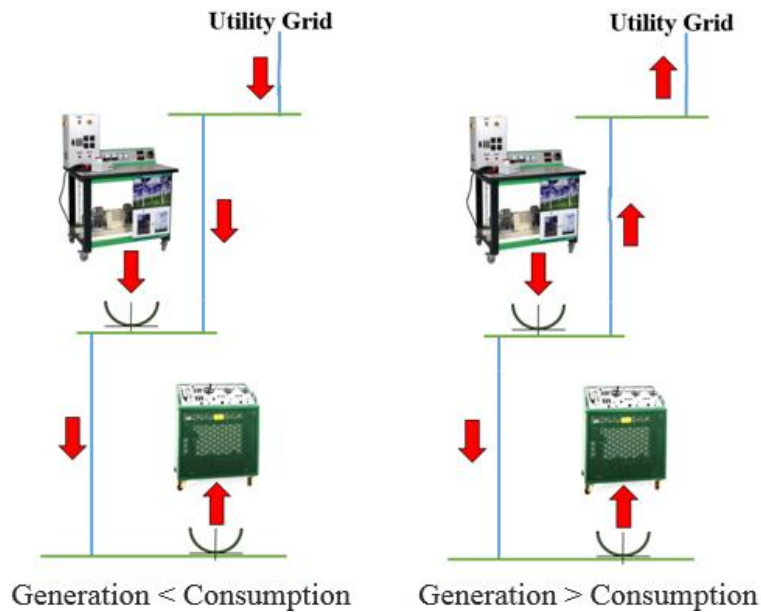 Utility Grid
Utility Grid
Generation < Consumption
Generation > Consumption